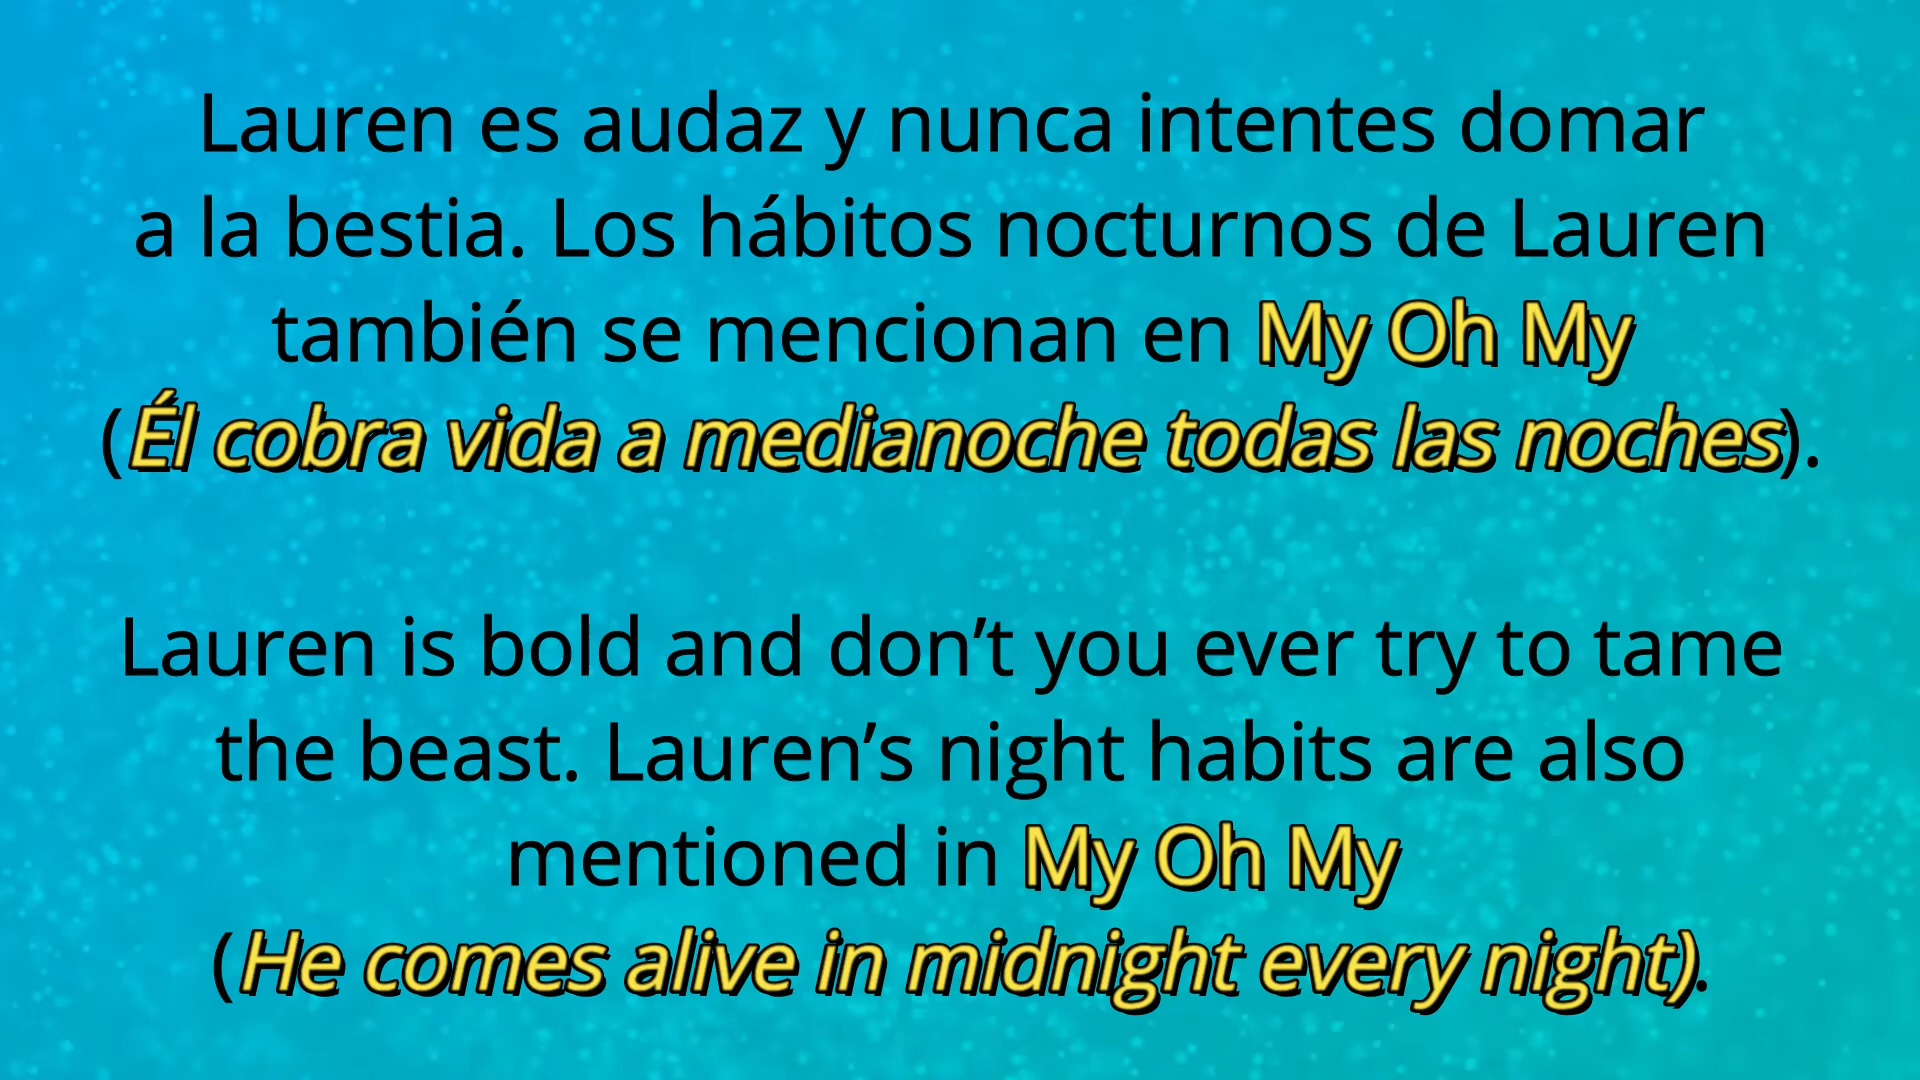 Lauren es audaz y nunca intentes domar
a la bestia. Los hábitos nocturnos de Lauren
también se mencionan en My Oh My
(Él cobra vida a medianoche todas las noches).
Lauren is bold and don’t you ever try to tame
the beast. Lauren’s night habits are also
mentioned in My Oh My
(He comes alive in midnight every night).